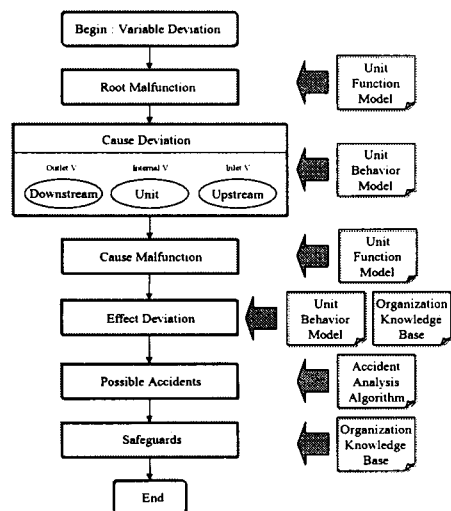 Begin : Variable Deviation
Root Malfunction
Unit
Function
Model
Cause Deviation
Outlet V
Internal V
Inlet V
Downstream
Unit
Upstream
Unit
Behavior
Model
Cause Malfunction
Unit
Function
Model
Effect Deviation
Unit
Behavior
Model
Organization
Knowledge
Base
Possible Accidents
Accident
Analysis
Algorithm
Safeguards
Organization
Knowledge
Base
End